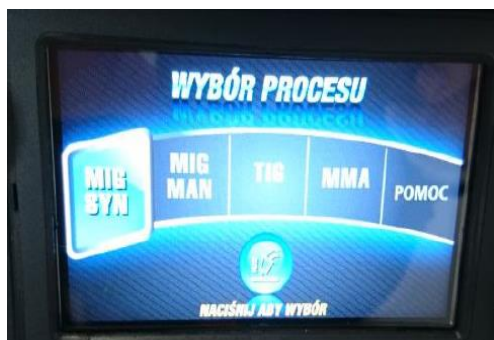 WYBÓR PROCESU
MIG SYN
MIG MAN
TIG
MMA
POMOC
NACIŚNIJ ABY WYBÓR